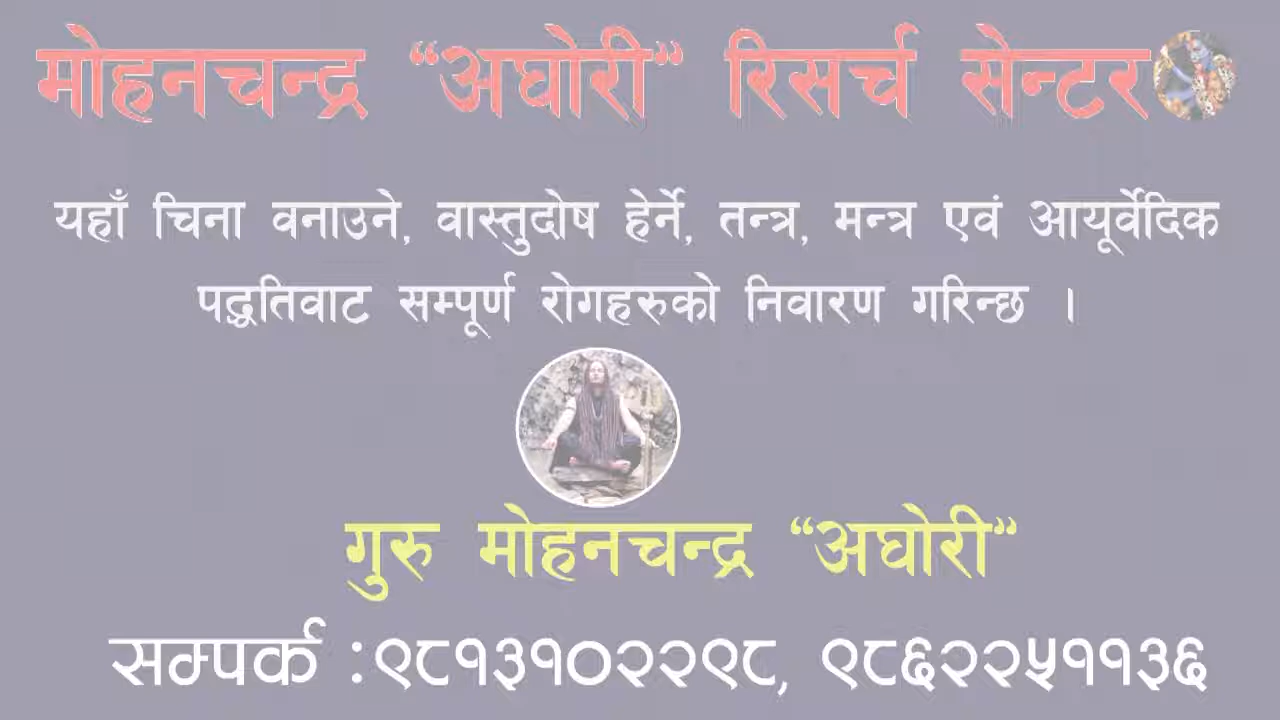 मोहनचन्द्र “अघोरी” रिसर्च सेन्टर
यहाँ चिना वनाउने, वास्तुदोष हेर्ने, तन्त्र, मन्त्र एवं आयूर्वेदिक
पद्धतिवाट सम्पूर्ण रोगहरुको निवारण गरिन्छ ।
गुरु मोहनचन्द्र “अघोरी”
सम्पर्क :९८१३१०२२९८, ९८६२२५११३६